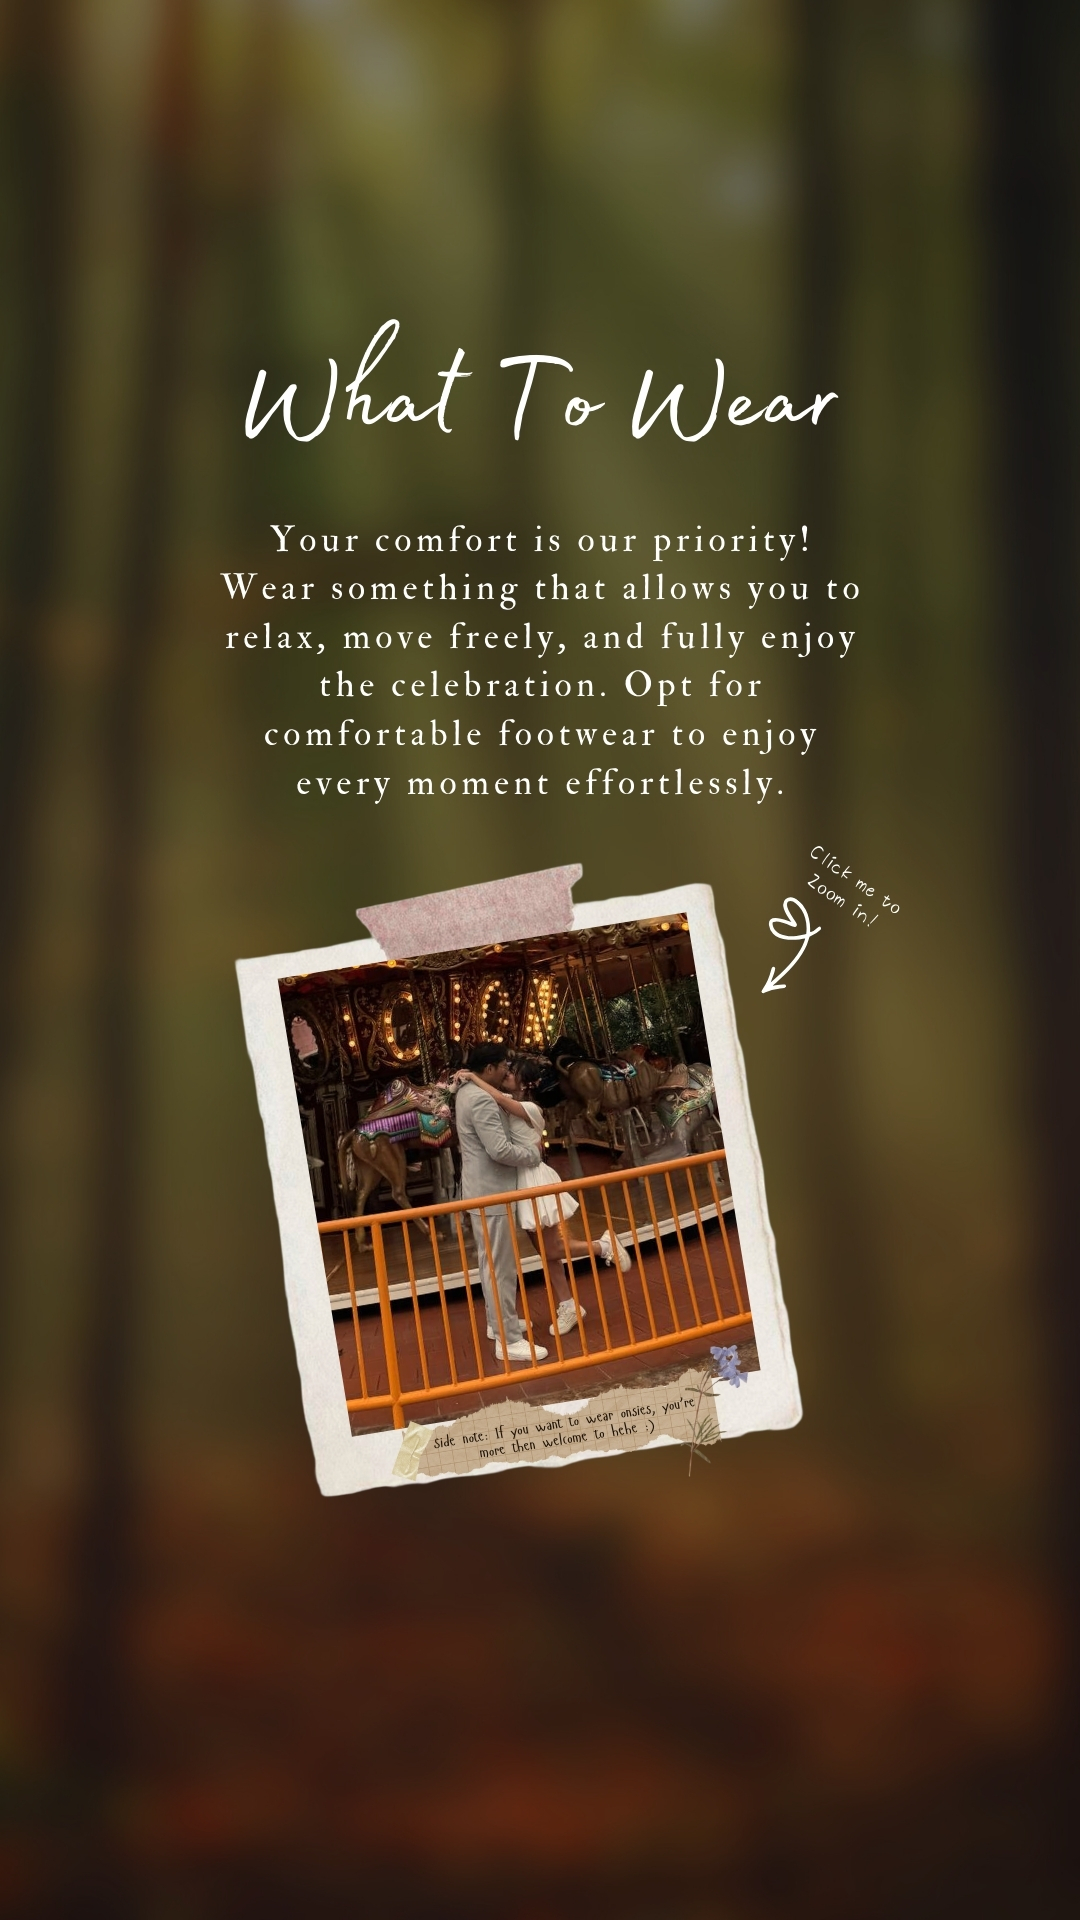 What To Wear
Your comfort is our priority!
Wear something that allows you to
relax, move freely, and fully enjoy
the celebration. Opt for
comfortable footwear to enjoy
every moment effortlessly.
Click me to
Zoom in!
Side note: If you want to wear onsies, you're
more then welcome to hehe :)